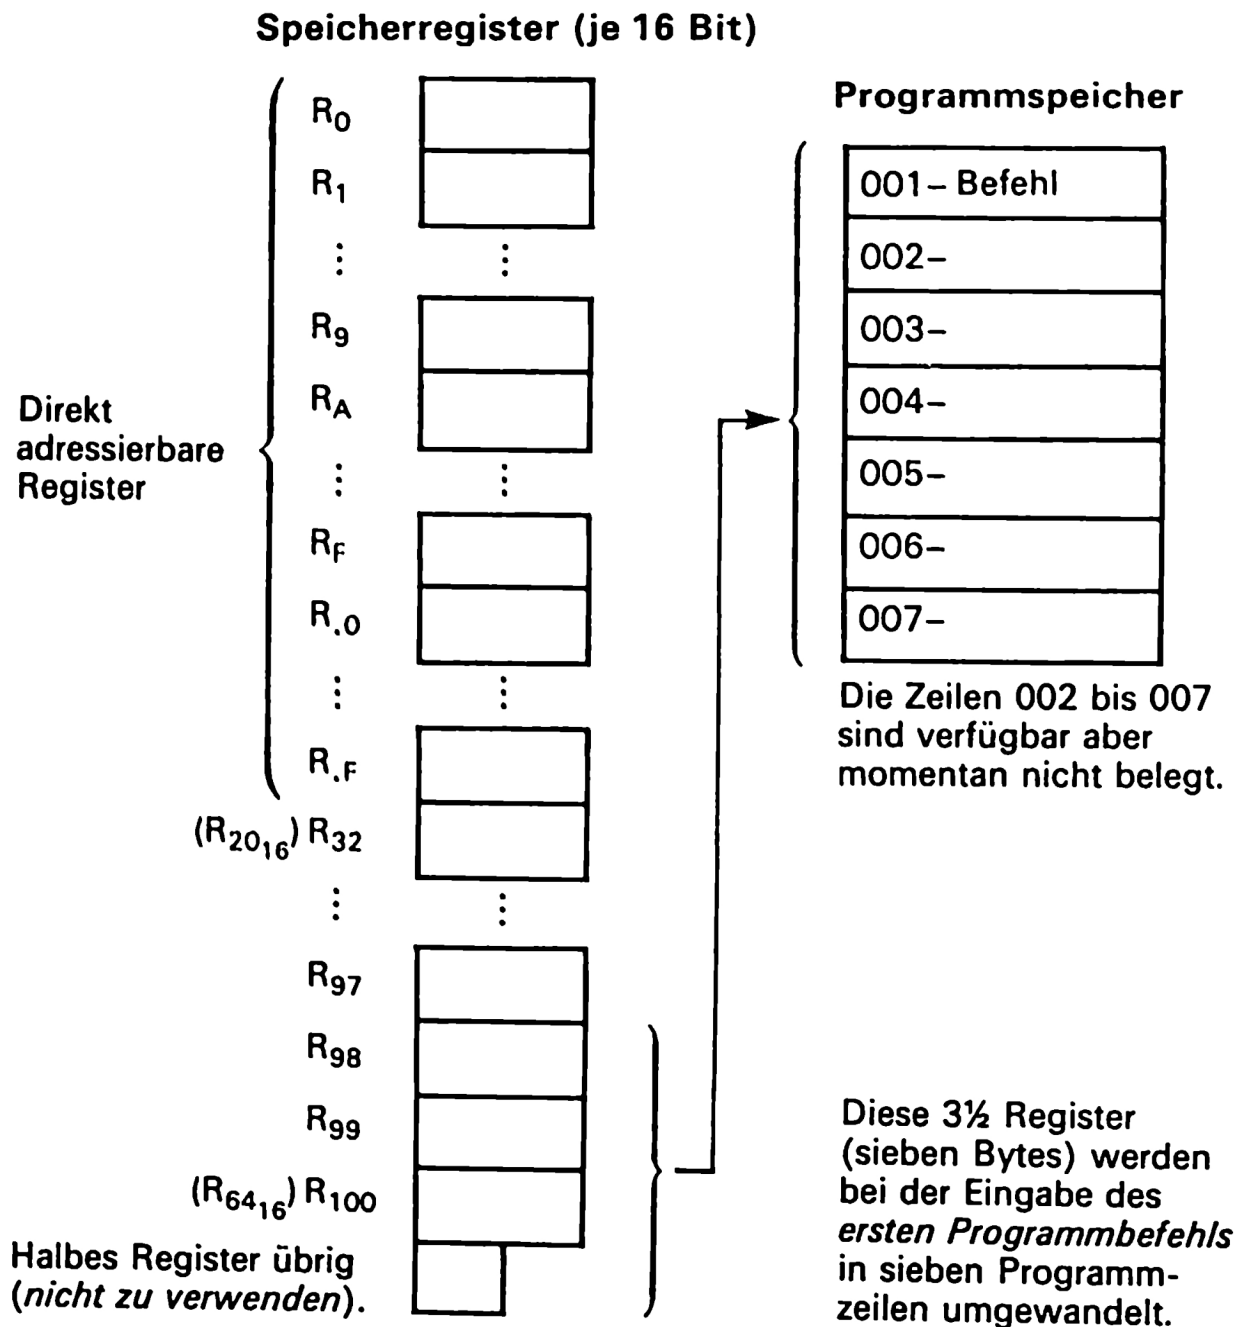 Speicherregister (je 16 Bit)
Programmspeicher
R0
R1
⋮ ⋮
R9
RA
⋮ ⋮
RF
R.0
⋮ ⋮
R.F
(R2016) R32
⋮ ⋮
R97
R98
R99
(R6416) R100
Direkt
adressierbare
Register
Halbes Register übrig
(nicht zu verwenden).
001– Befehl
002–
003–
004–
005–
006–
007–
Die Zeilen 002 bis 007
sind verfügbar aber
momentan nicht belegt.
Diese 3½ Register
(sieben Bytes) werden
bei der Eingabe des
ersten Programmbefehls
in sieben Programm-
zeilen umgewandelt.